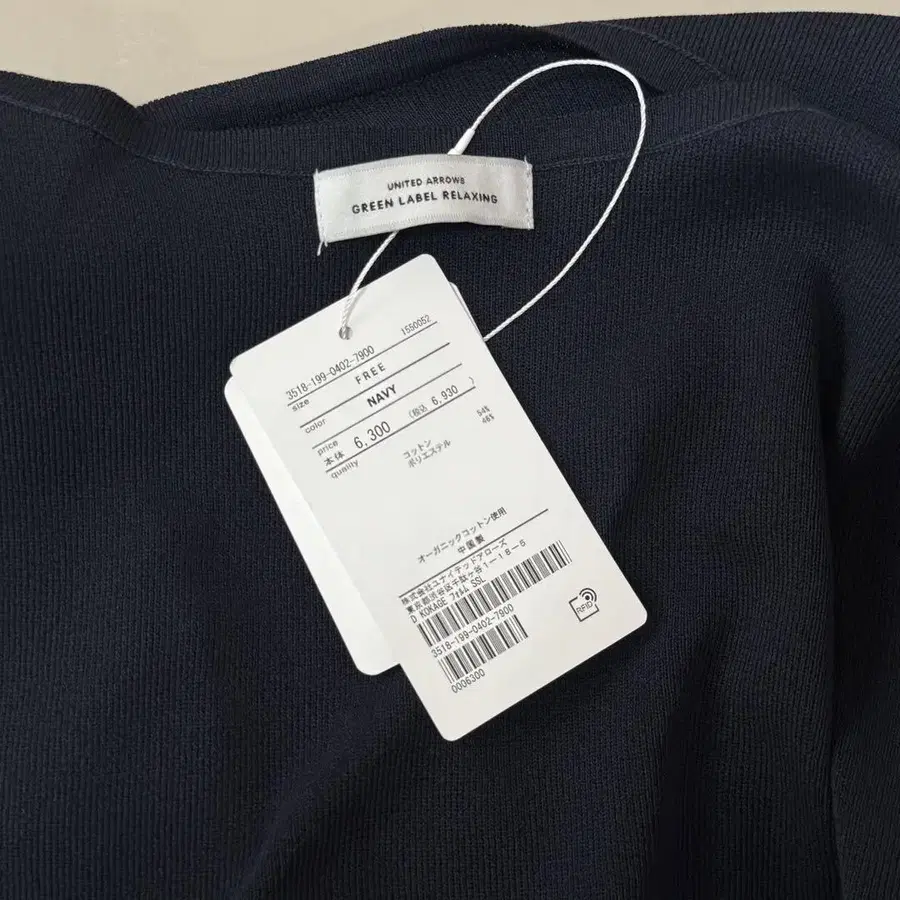 UNITED ARROWS
GREEN LABEL RELAXING
3518-199-0402-7900 1550052
size FREE
color NAVY
price
本体 6,300 (税込 6,930 )
quality コットン 54%
ポリエステル 46%
オーガニックコットン使用
中国製
株式会社ユナイテッドアローズ
東京都渋谷区千駄ヶ谷1-18-5
D KOKAGE フォルム SSL
3518-199-0402-7900
0006300
RFID